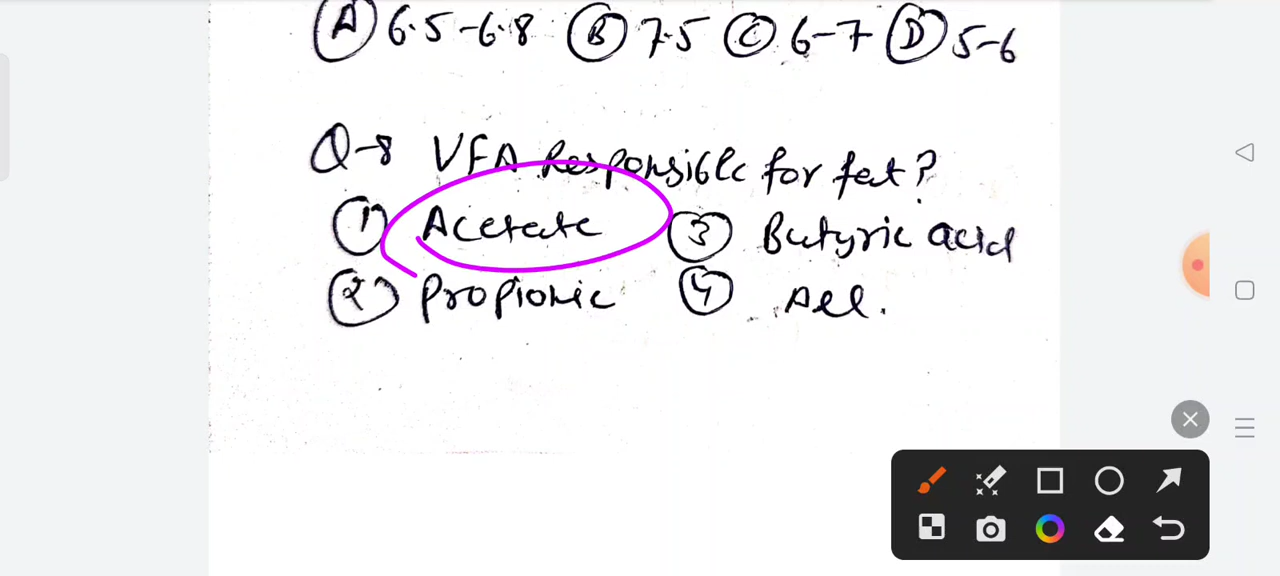 (A) 6.5-6.8 (B) 7.5 (C) 6-7 (D) 5-6
Q-8 VFA Responsible for fat?
(1) Acetate (3) Butyric acid
(2) Propionic (4) All.